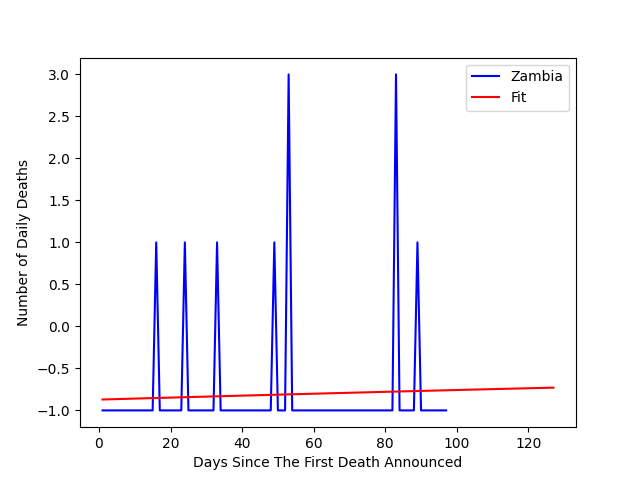 Zambia
Fit
3.0
2.5
2.0
1.5
1.0
0.5
0.0
−0.5
−1.0
Number of Daily Deaths
0 20 40 60 80 100 120
Days Since The First Death Announced